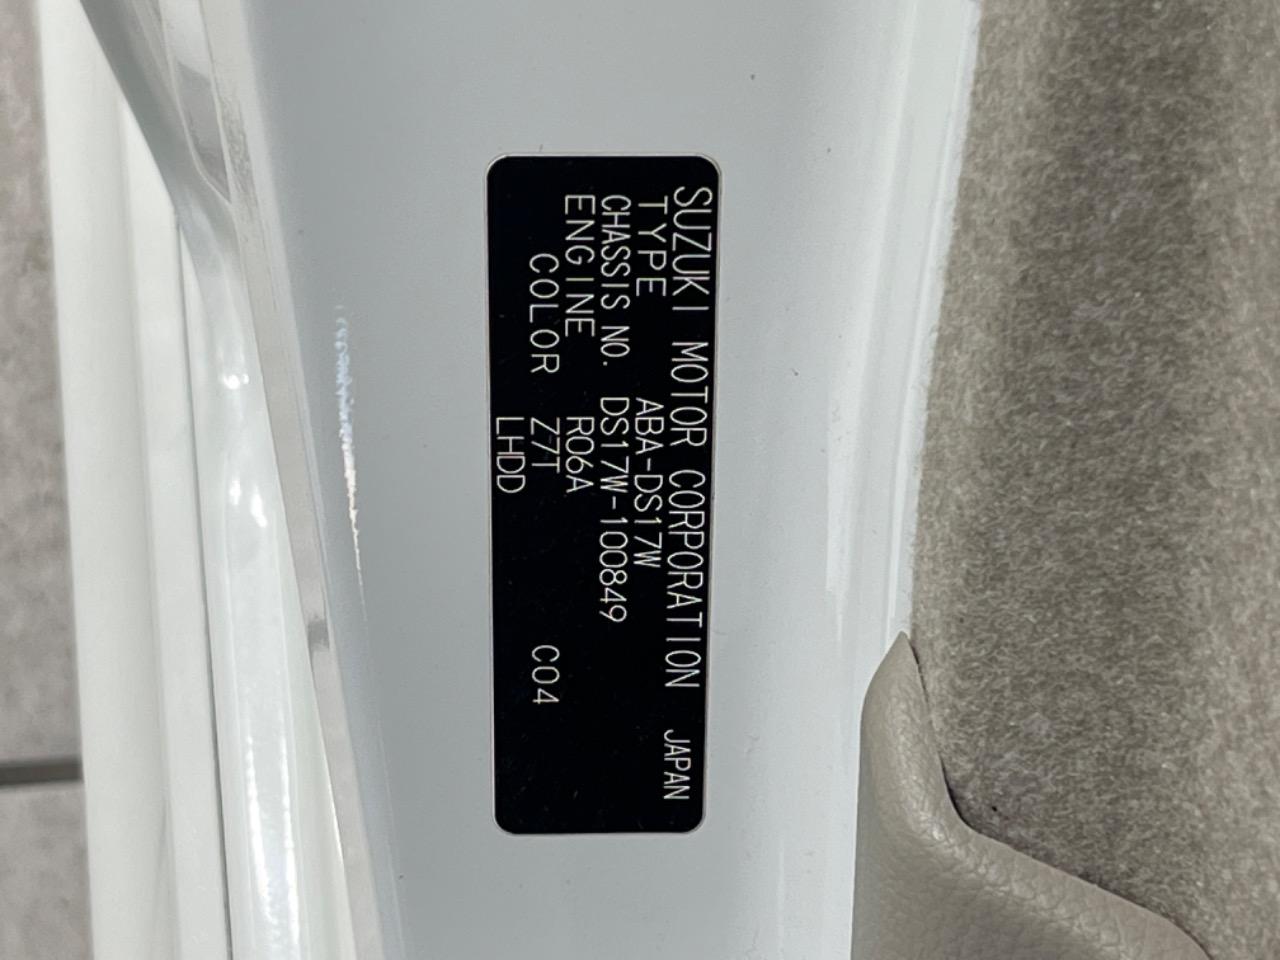 SUZUKI MOTOR CORPORATION JAPAN
TYPE ABA-DS17W
CHASSIS NO. DS17W-100849
ENGINE R06A
COLOR Z7T C04
LHDD